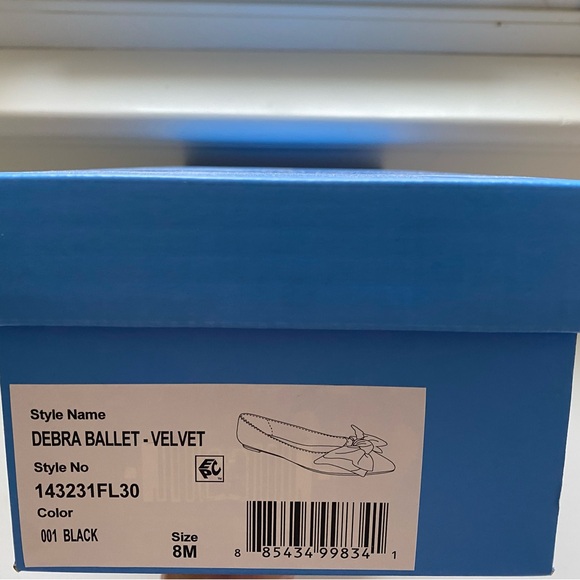 Style Name
DEBRA BALLET - VELVET
Style No
143231FL30
Color
001 BLACK
Size
8M
8 85434 99834 1